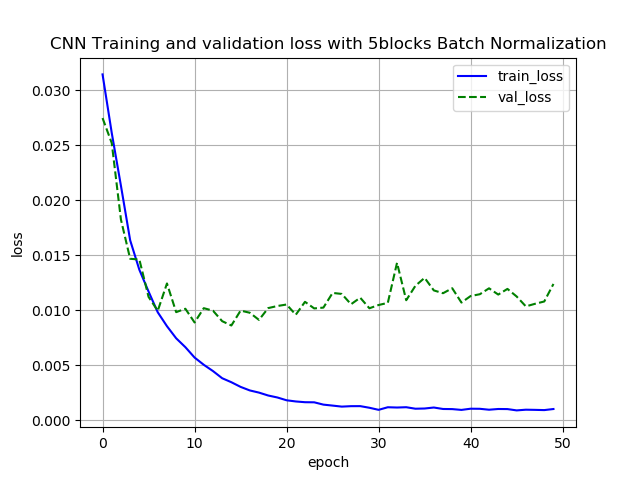 CNN Training and validation loss with 5blocks Batch Normalization
train_loss
val_loss
0.030
0.025
0.020
0.015
0.010
0.005
0.000
loss
0 10 20 30 40 50
epoch